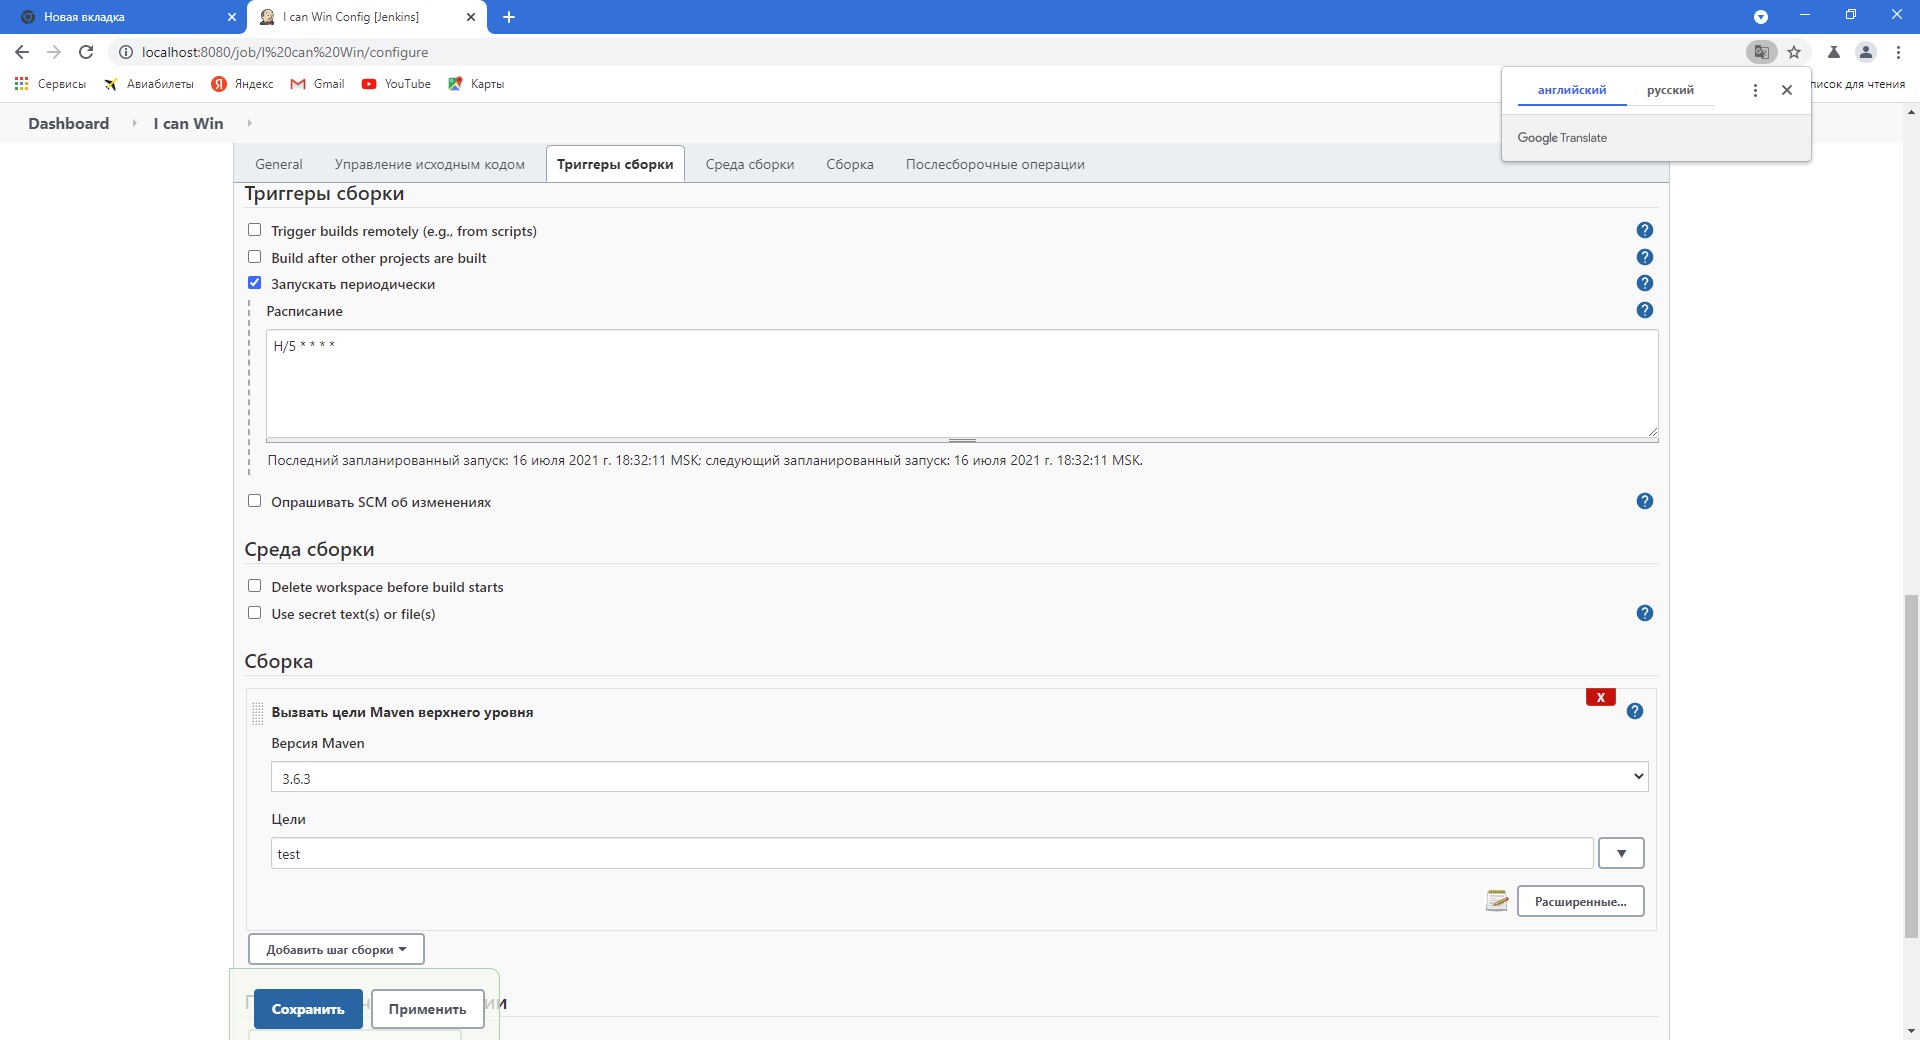 Новая вкладка
I can Win Config [Jenkins]
localhost:8080/job/I%20can%20Win/configure
Сервисы
Авиабилеты
Я Яндекс
Gmail
YouTube
Карты
писок для чтения
английский
русский
Google Translate
Dashboard
I can Win
General
Управление исходным кодом
Триггеры сборки
Среда сборки
Сборка
Послесборочные операции
Триггеры сборки
Trigger builds remotely (e.g., from scripts)
?
Build after other projects are built
?
Запускать периодически
?
Расписание
?
H/5 * * * *
Последний запланированный запуск: 16 июля 2021 г. 18:32:11 MSK; следующий запланированный запуск: 16 июля 2021 г. 18:32:11 MSK.
Опрашивать SCM об изменениях
?
Среда сборки
Delete workspace before build starts
Use secret text(s) or file(s)
?
Сборка
X
Вызвать цели Maven верхнего уровня
?
Версия Maven
3.6.3
Цели
test
Расширенные...
Добавить шаг сборки
Сохранить
Применить